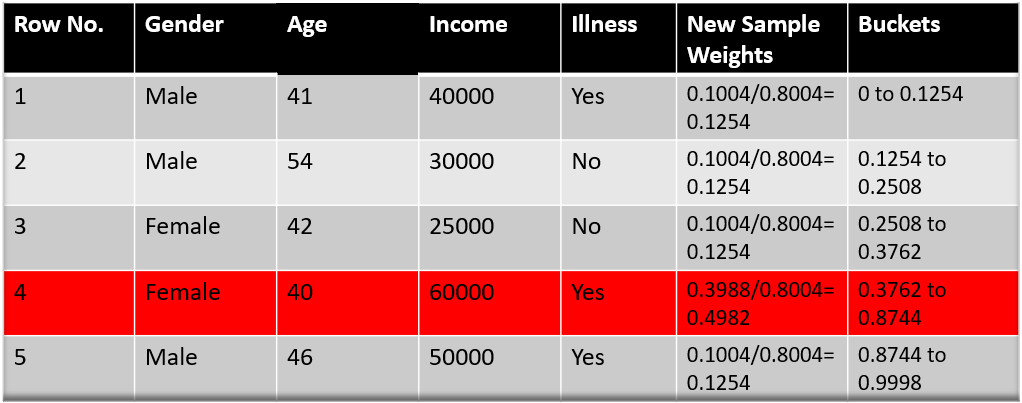 Row No. Gender Age Income Illness New Sample Weights Buckets
1 Male 41 40000 Yes 0.1004/0.8004= 0.1254 0 to 0.1254
2 Male 54 30000 No 0.1004/0.8004= 0.1254 0.1254 to 0.2508
3 Female 42 25000 No 0.1004/0.8004= 0.1254 0.2508 to 0.3762
4 Female 40 60000 Yes 0.3988/0.8004= 0.4982 0.3762 to 0.8744
5 Male 46 50000 Yes 0.1004/0.8004= 0.1254 0.8744 to 0.9998